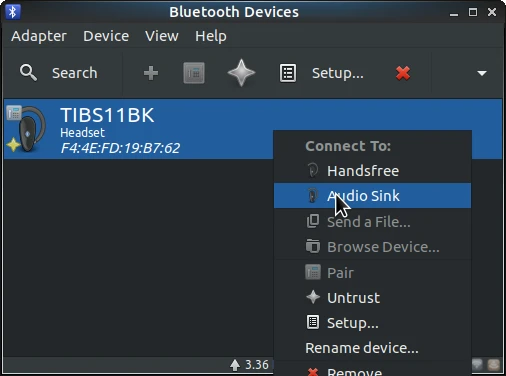 Bluetooth Devices
Adapter Device View Help
Search Setup...
TIBS11BK
Headset
F4:4E:FD:19:B7:62
Connect To:
Handsfree
Audio Sink
Send a File...
Browse Device...
Pair
Untrust
Setup...
Rename device...
Remove
3.36